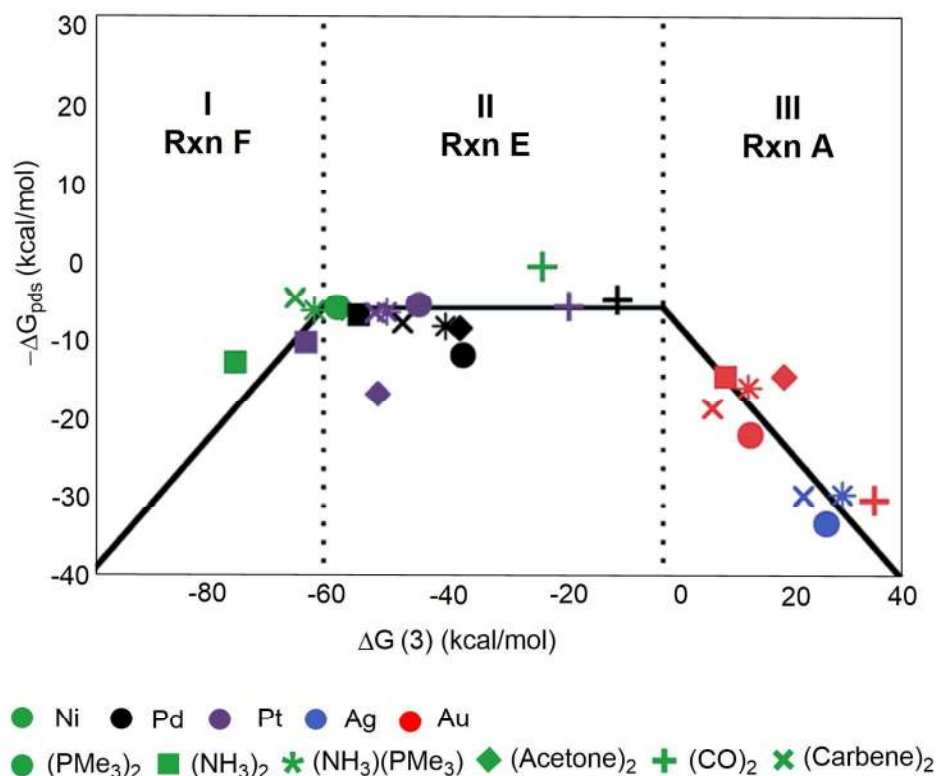 30
20
10
0
-10
-20
-30
-40
−ΔG_pds (kcal/mol)
I
Rxn F
II
Rxn E
III
Rxn A
-80 -60 -40 -20 0 20 40
ΔG (3) (kcal/mol)
Ni Pd Pt Ag Au
(PMe₃)₂ (NH₃)₂ (NH₃)(PMe₃) (Acetone)₂ (CO)₂ (Carbene)₂